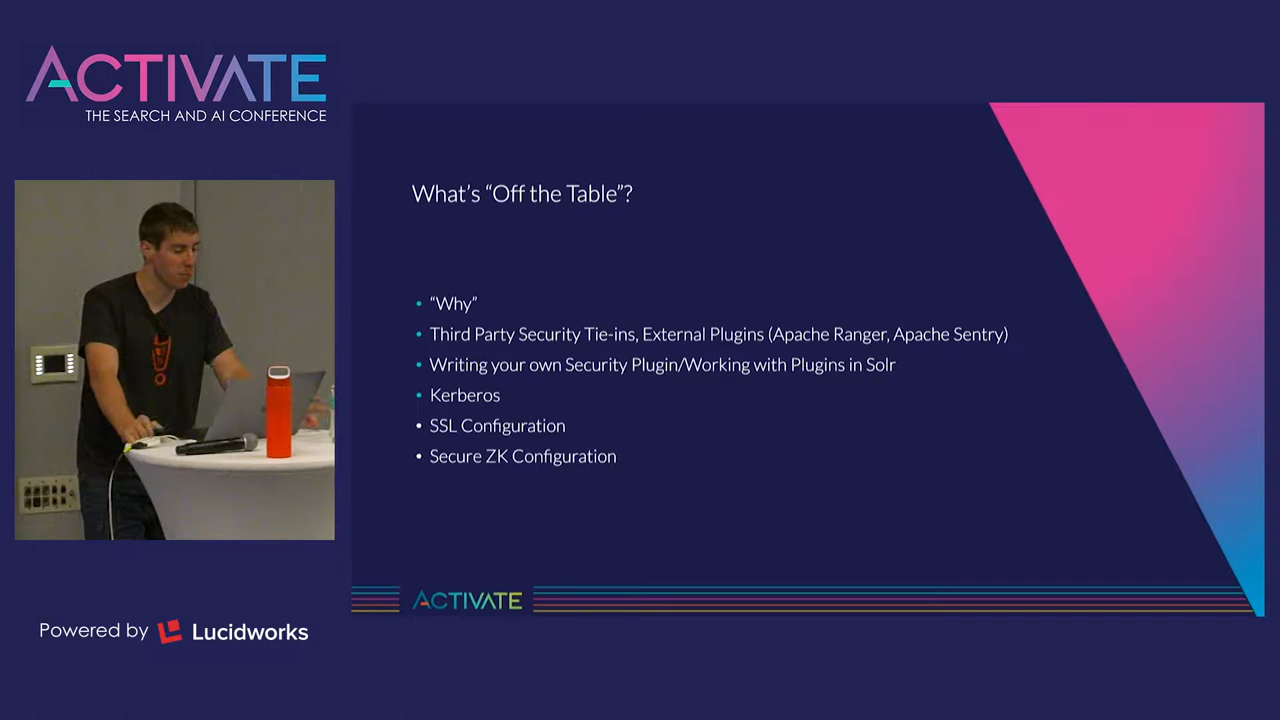 ACTIVATE
THE SEARCH AND AI CONFERENCE
What's “Off the Table”?
• “Why”
• Third Party Security Tie-ins, External Plugins (Apache Ranger, Apache Sentry)
• Writing your own Security Plugin/Working with Plugins in Solr
• Kerberos
• SSL Configuration
• Secure ZK Configuration
ACTIVATE
Powered by Lucidworks